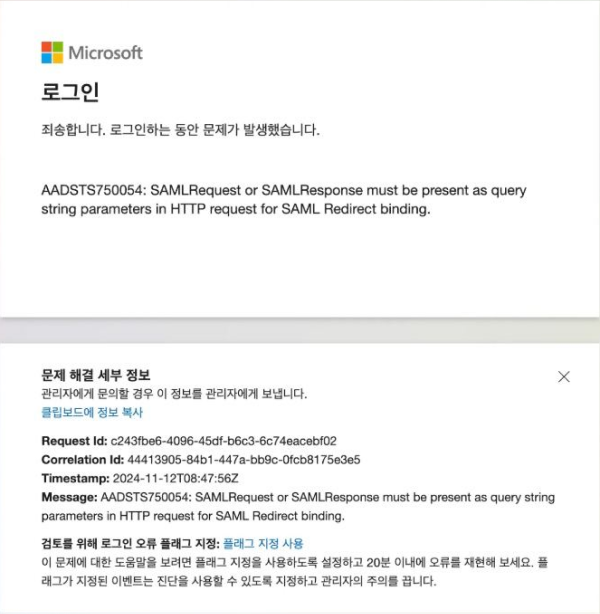 Microsoft
로그인
죄송합니다. 로그인하는 동안 문제가 발생했습니다.
AADSTS750054: SAMLRequest or SAMLResponse must be present as query
string parameters in HTTP request for SAML Redirect binding.
문제 해결 세부 정보
관리자에게 문의할 경우 이 정보를 관리자에게 보냅니다.
클립보드에 정보 복사
Request Id: c243fbe6-4096-45df-b6c3-6c74eacebf02
Correlation Id: 44413905-84b1-447a-bb9c-0fcb8175e3e5
Timestamp: 2024-11-12T08:47:56Z
Message: AADSTS750054: SAMLRequest or SAMLResponse must be present as query string
parameters in HTTP request for SAML Redirect binding.
검토를 위해 로그인 오류 플래그 지정: 플래그 지정 사용
이 문제에 대한 도움말을 보려면 플래그 지정을 사용하도록 설정하고 20분 이내에 오류를 재현해 보세요. 플
래그가 지정된 이벤트는 진단을 사용할 수 있도록 지정하고 관리자의 주의를 끕니다.